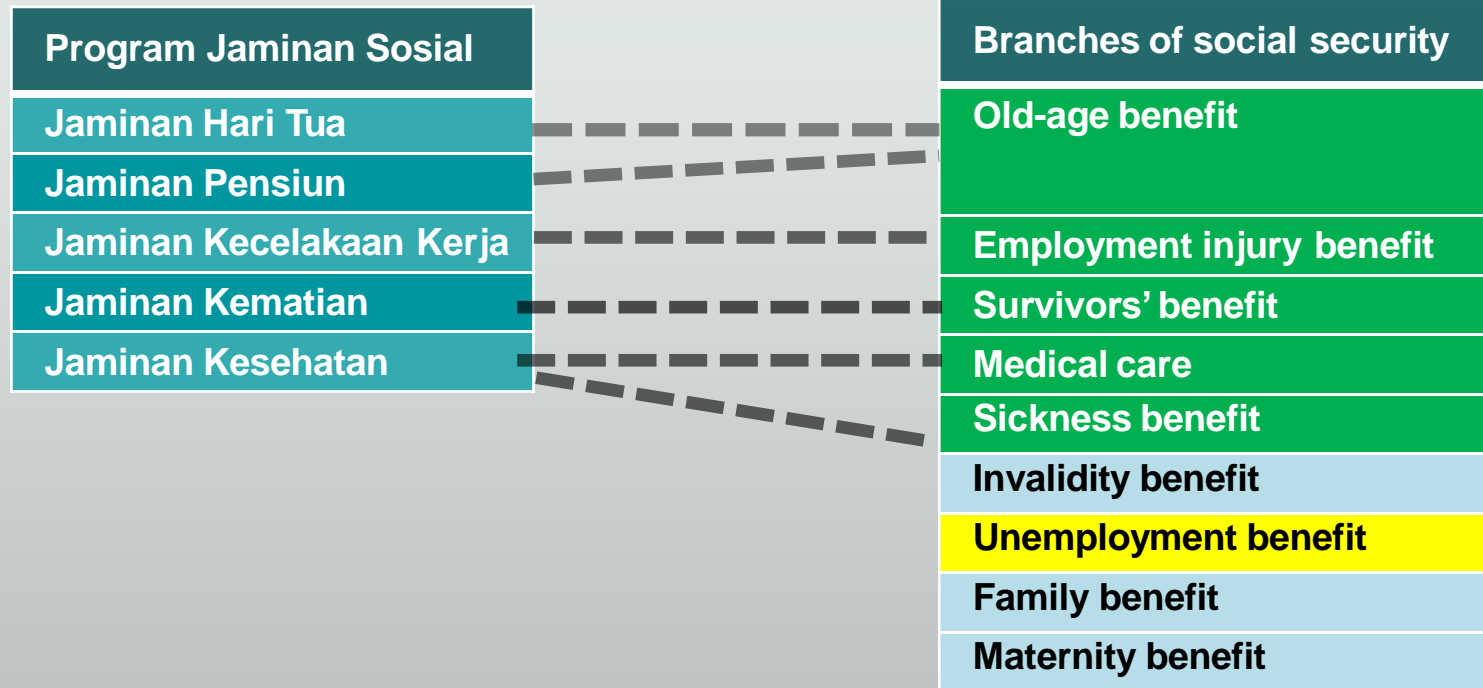 Program Jaminan Sosial
Jaminan Hari Tua
Jaminan Pensiun
Jaminan Kecelakaan Kerja
Jaminan Kematian
Jaminan Kesehatan
Branches of social security
Old-age benefit
Employment injury benefit
Survivors’ benefit
Medical care
Sickness benefit
Invalidity benefit
Unemployment benefit
Family benefit
Maternity benefit